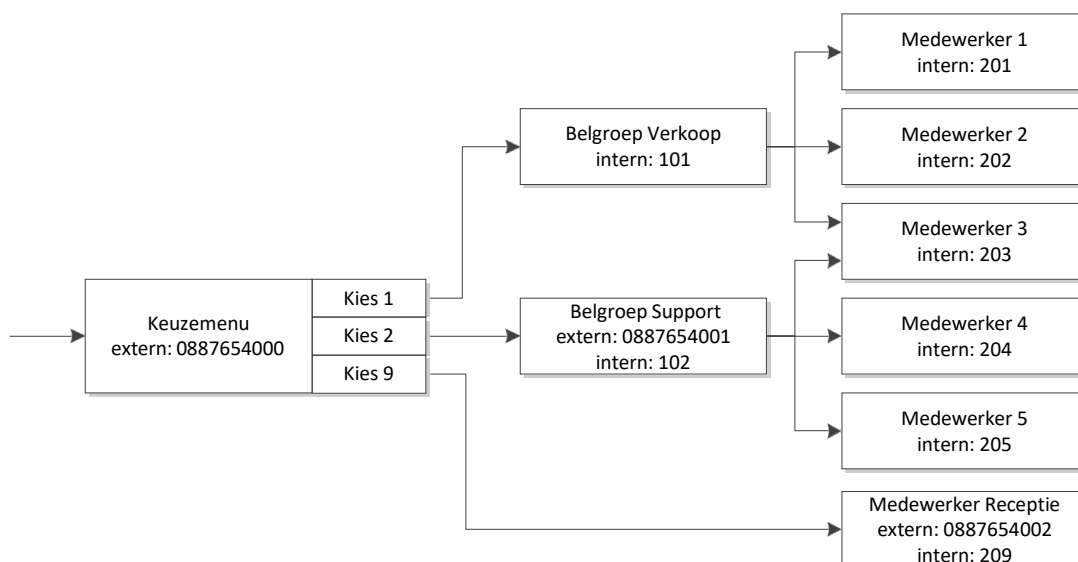 Keuzemenu
extern: 0887654000
Kies 1
Kies 2
Kies 9
Belgroep Verkoop
intern: 101
Belgroep Support
extern: 0887654001
intern: 102
Medewerker 1
intern: 201
Medewerker 2
intern: 202
Medewerker 3
intern: 203
Medewerker 4
intern: 204
Medewerker 5
intern: 205
Medewerker Receptie
extern: 0887654002
intern: 209